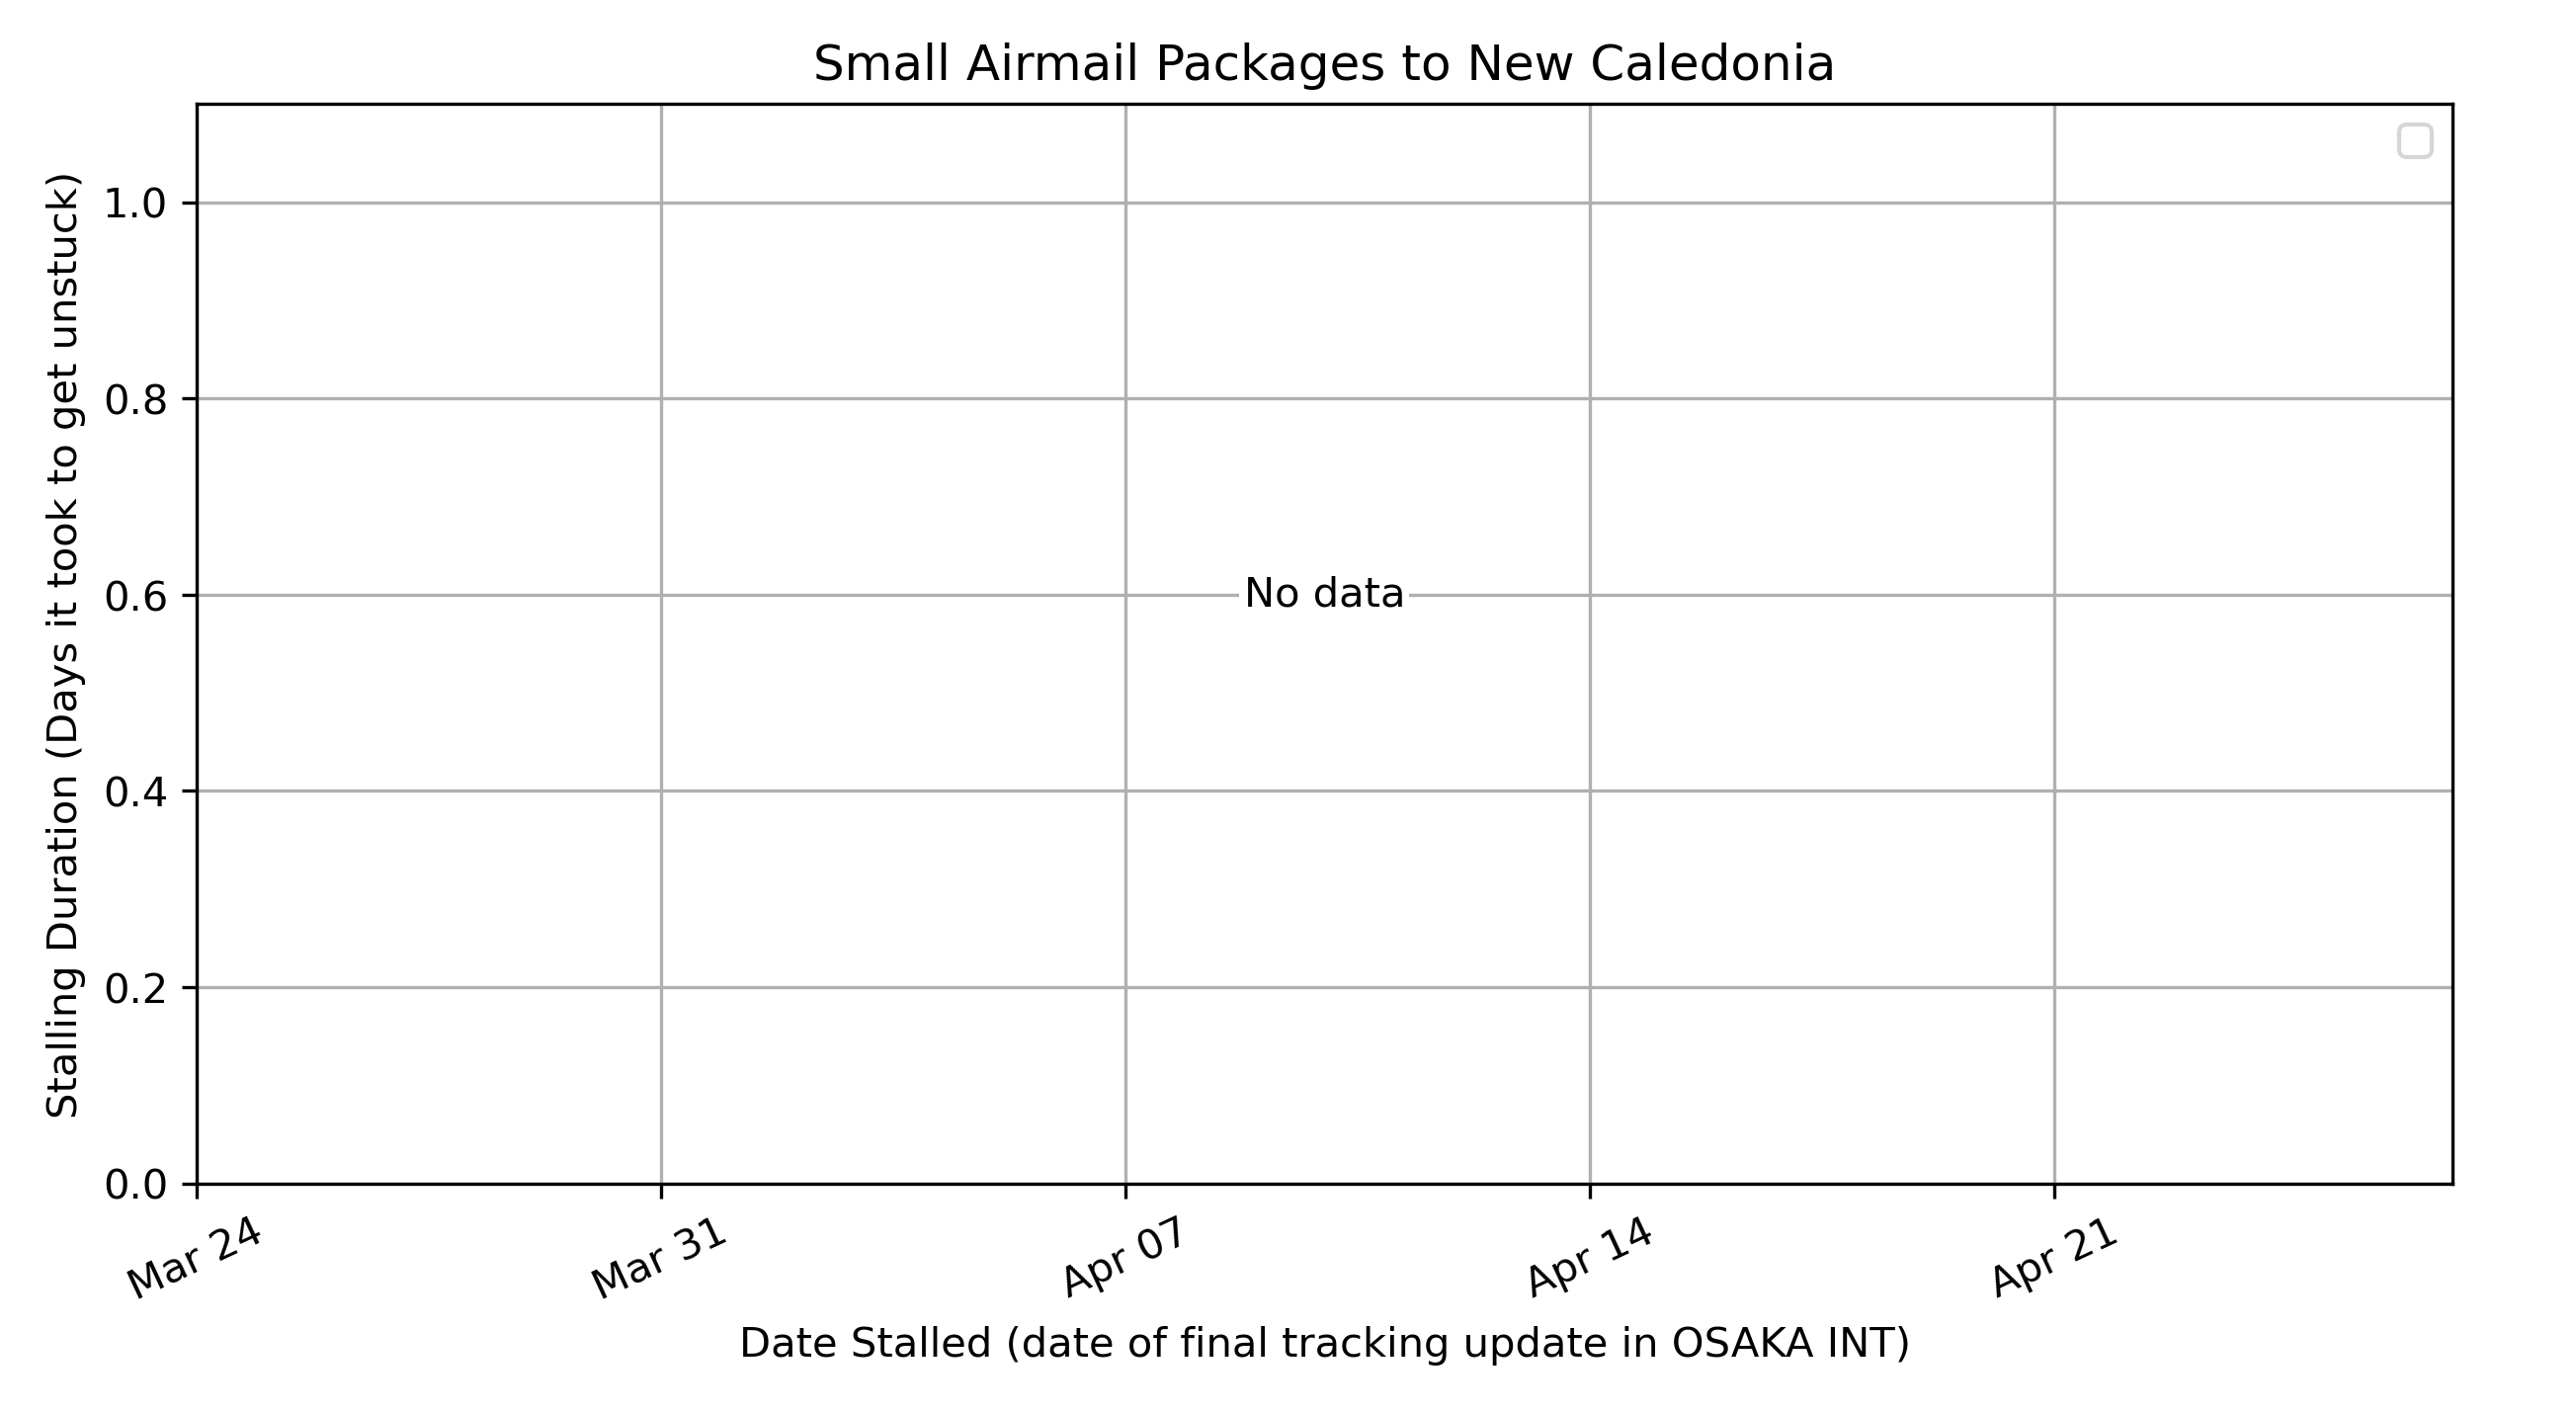 Small Airmail Packages to New Caledonia
Stalling Duration (Days it took to get unstuck)
1.0
0.8
0.6
0.4
0.2
0.0
No data
Mar 24
Mar 31
Apr 07
Apr 14
Apr 21
Date Stalled (date of final tracking update in OSAKA INT)